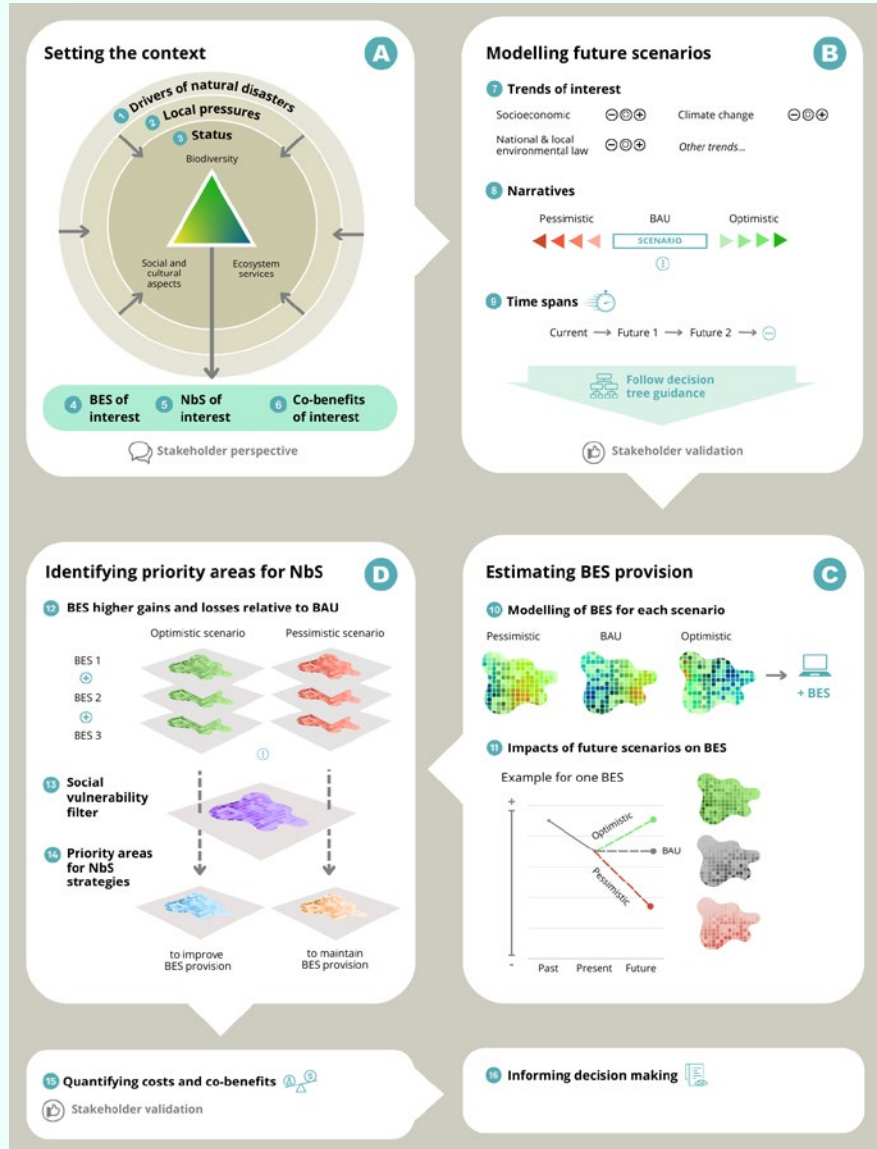 Setting the context
A
1 Drivers of natural disasters
2 Local pressures
3 Status
Biodiversity
Social and
cultural
aspects
Ecosystem
services
4 BES of
interest
5 NbS of
interest
6 Co-benefits
of interest
Stakeholder perspective
Modelling future scenarios
B
7 Trends of interest
Socioeconomic
Climate change
National & local
environmental law
Other trends...
8 Narratives
Pessimistic
BAU
Optimistic
SCENARIO
9 Time spans
Current
Future 1
Future 2
Follow decision
tree guidance
Stakeholder validation
Identifying priority areas for NbS
D
12 BES higher gains and losses relative to BAU
Optimistic scenario
Pessimistic scenario
BES 1
BES 2
BES 3
13 Social
vulnerability
filter
14 Priority areas
for NbS
strategies
to improve
BES provision
to maintain
BES provision
Estimating BES provision
C
10 Modelling of BES for each scenario
Pessimistic
BAU
Optimistic
+ BES
11 Impacts of future scenarios on BES
Example for one BES
+
Optimistic
BAU
Pessimistic
-
Past
Present
Future
15 Quantifying costs and co-benefits
Stakeholder validation
16 Informing decision making